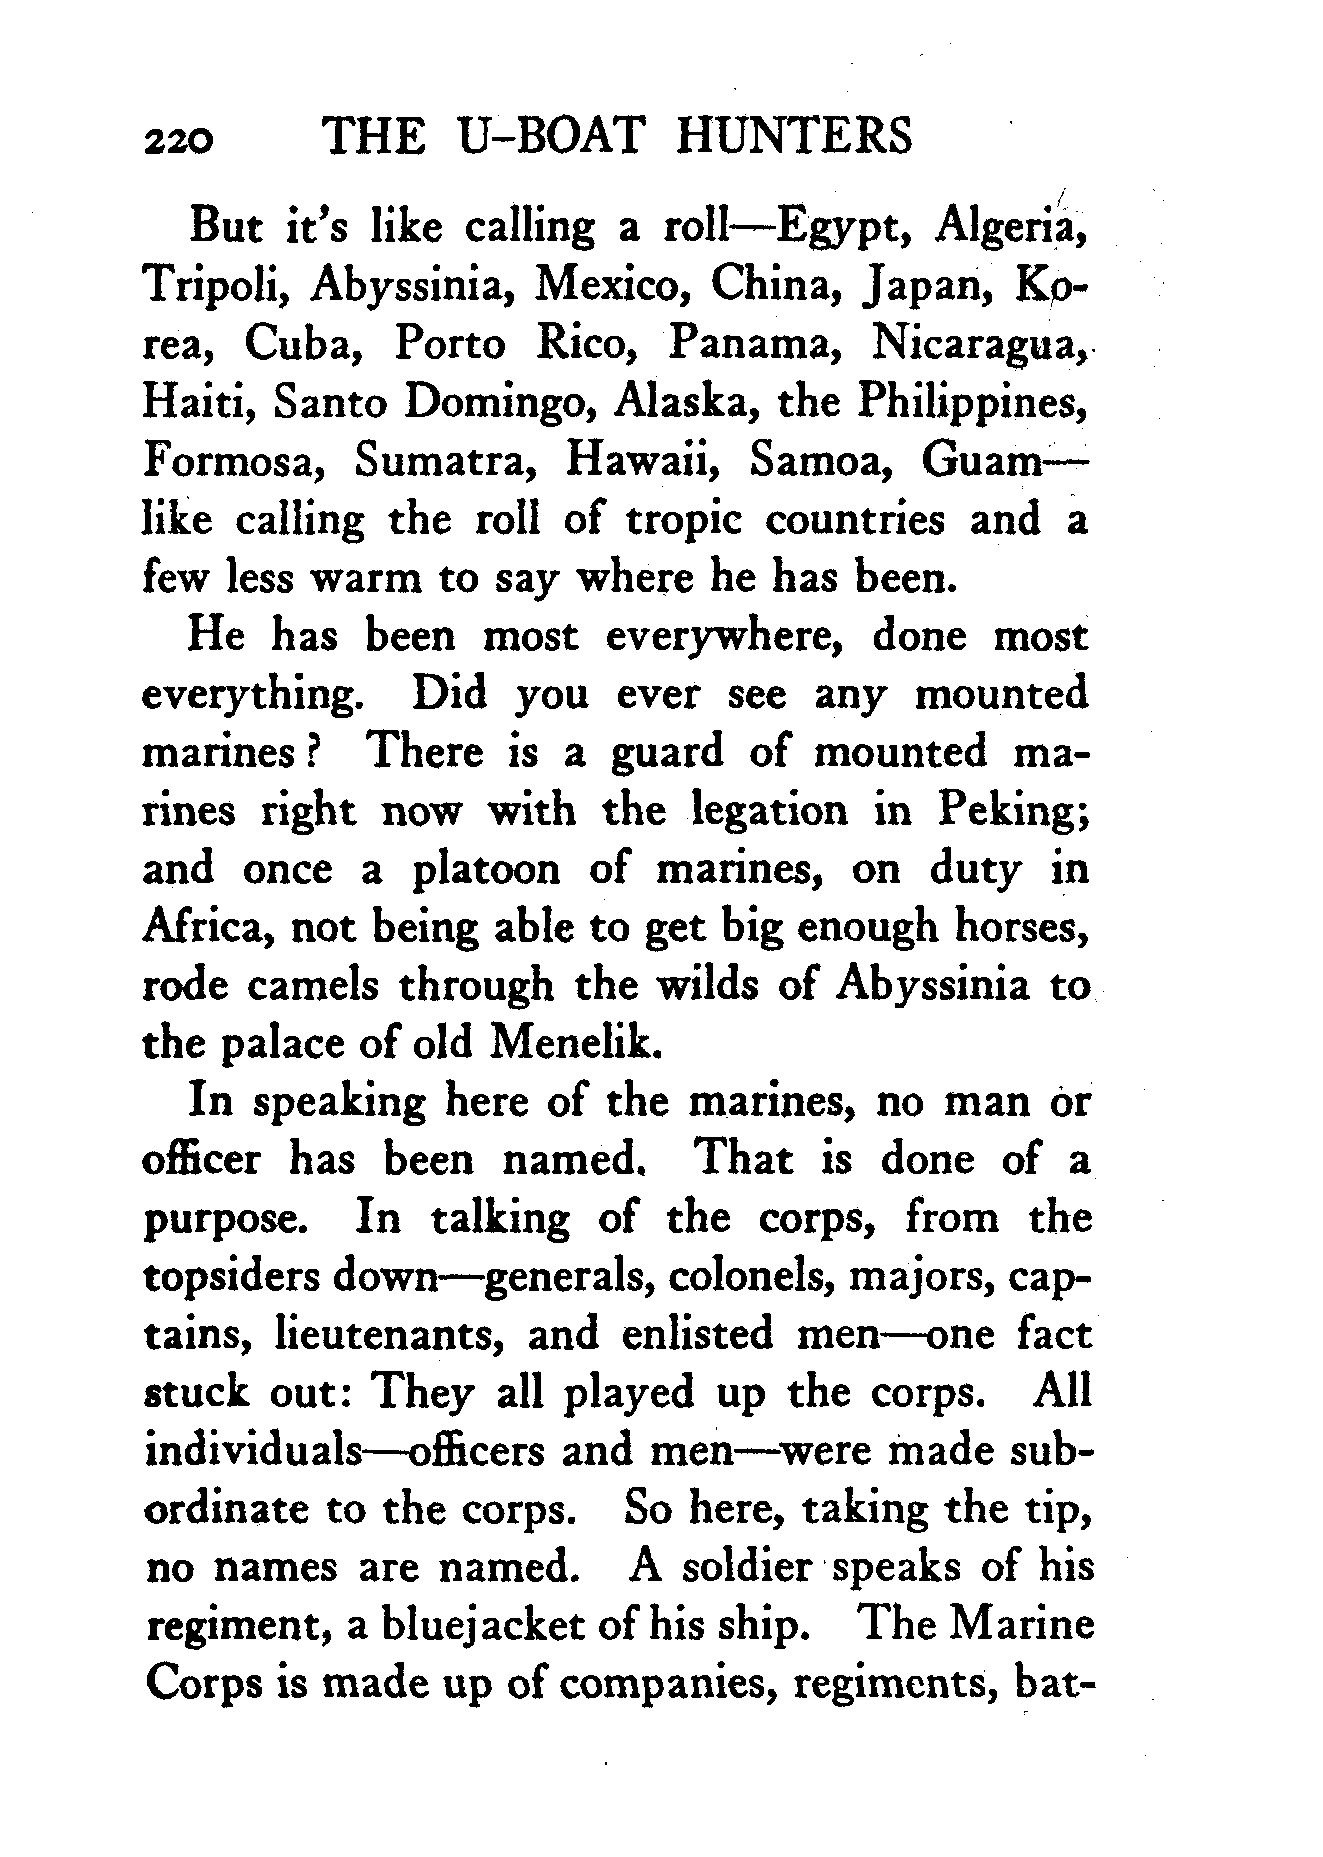 220 THE U-BOAT HUNTERS
But it's like calling a roll—Egypt, Algeria,
Tripoli, Abyssinia, Mexico, China, Japan, Ko-
rea, Cuba, Porto Rico, Panama, Nicaragua,
Haiti, Santo Domingo, Alaska, the Philippines,
Formosa, Sumatra, Hawaii, Samoa, Guam—
like calling the roll of tropic countries and a
few less warm to say where he has been.
He has been most everywhere, done most
everything. Did you ever see any mounted
marines? There is a guard of mounted ma-
rines right now with the legation in Peking;
and once a platoon of marines, on duty in
Africa, not being able to get big enough horses,
rode camels through the wilds of Abyssinia to
the palace of old Menelik.
In speaking here of the marines, no man or
officer has been named. That is done of a
purpose. In talking of the corps, from the
topsiders down—generals, colonels, majors, cap-
tains, lieutenants, and enlisted men—one fact
stuck out: They all played up the corps. All
individuals—officers and men—were made sub-
ordinate to the corps. So here, taking the tip,
no names are named. A soldier speaks of his
regiment, a bluejacket of his ship. The Marine
Corps is made up of companies, regiments, bat-